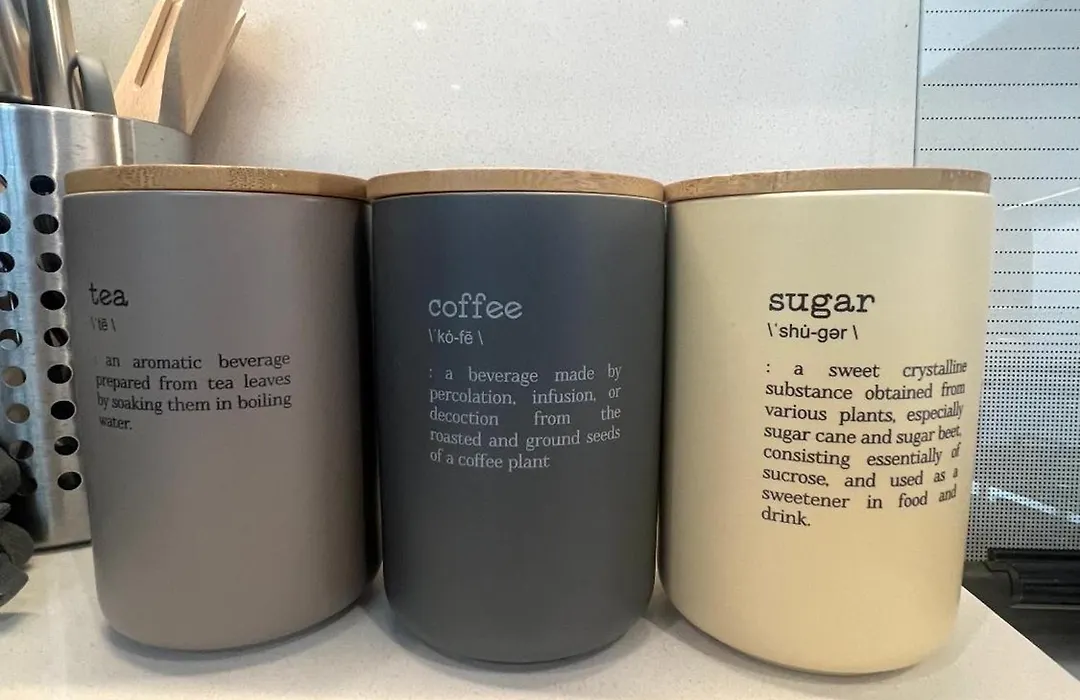 tea
\ ˈtē \
: an aromatic beverage
prepared from tea leaves
by soaking them in boiling
water.
coffee
\ ˈkȯ-fē \
: a beverage made by
percolation, infusion, or
decoction from the
roasted and ground seeds
of a coffee plant
sugar
\ ˈshu̇-gər \
: a sweet crystalline
substance obtained from
various plants, especially
sugar cane and sugar beet,
consisting essentially of
sucrose, and used as a
sweetener in food and
drink.